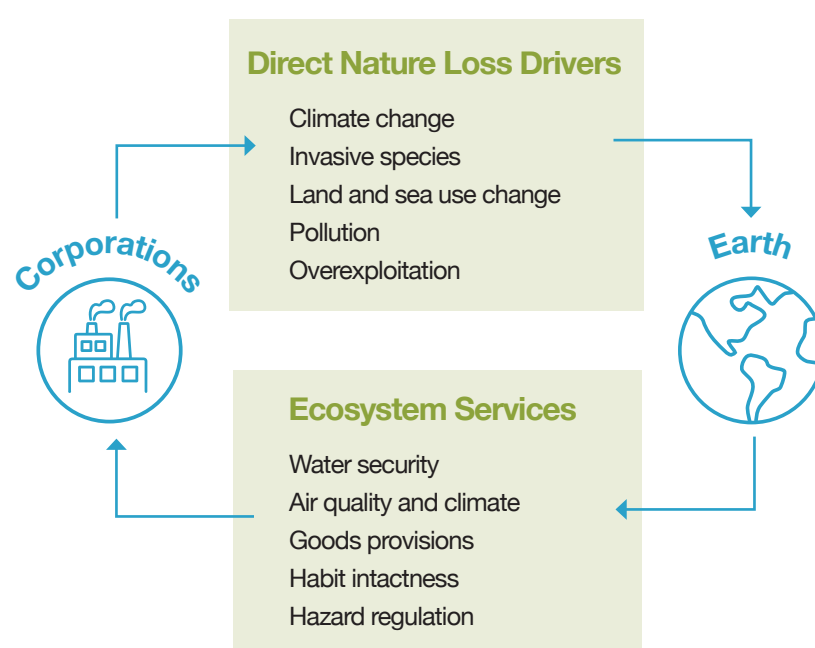 Direct Nature Loss Drivers
Climate change
Invasive species
Land and sea use change
Pollution
Overexploitation
Corporations
Earth
Ecosystem Services
Water security
Air quality and climate
Goods provisions
Habit intactness
Hazard regulation